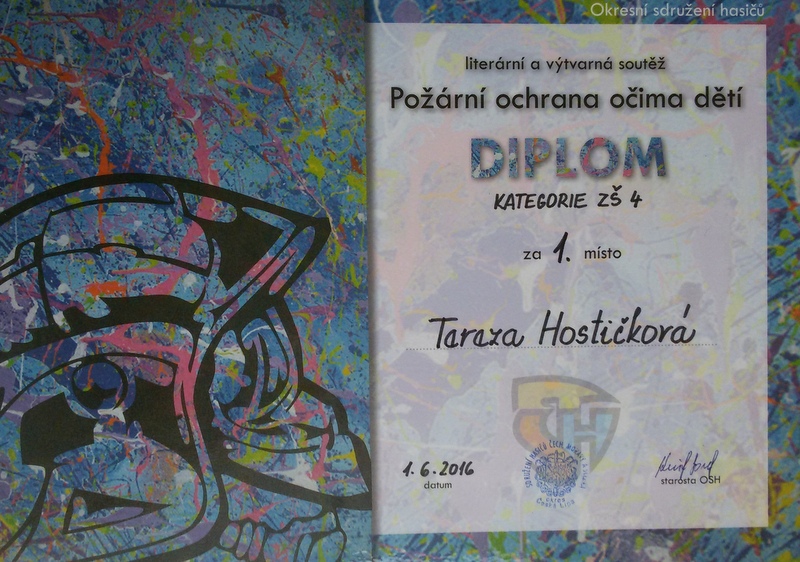 Okresní sdružení hasičů
literární a výtvarná soutěž
Požární ochrana očima dětí
DIPLOM
KATEGORIE ZŠ 4
za 1. místo
Tereza Hostičková
1. 6. 2016
datum
starosta OSH